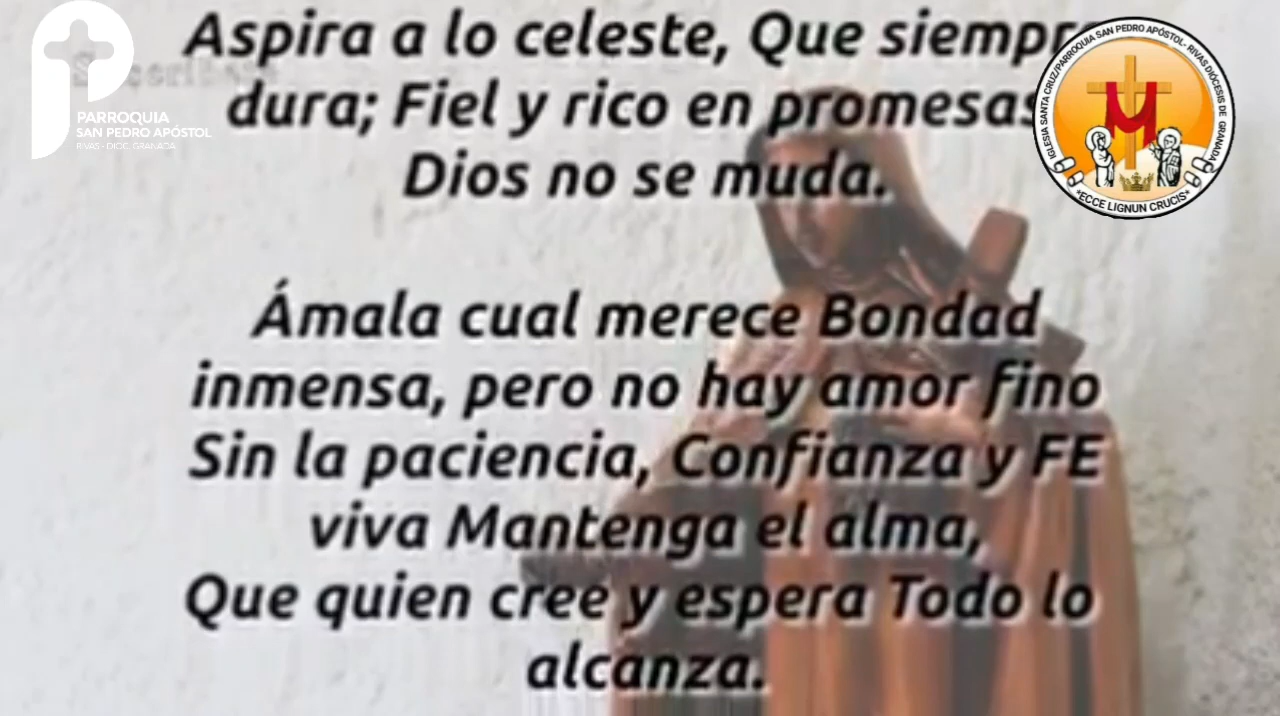 Aspira a lo celeste, Que siempre
dura; Fiel y rico en promesas
Dios no se muda.
Ámala cual merece Bondad
inmensa, pero no hay amor fino
Sin la paciencia, Confianza y FE
viva Mantenga el alma,
Que quien cree y espera Todo lo
alcanza.
PARROQUIA
SAN PEDRO APÓSTOL
RIVAS - DIOC. GRANADA
IGLESIA SANTA CRUZ/PARROQUIA SAN PEDRO APÓSTOL- RIVAS DIÓCESIS DE GRANADA
*ECCE LIGNUN CRUCIS*